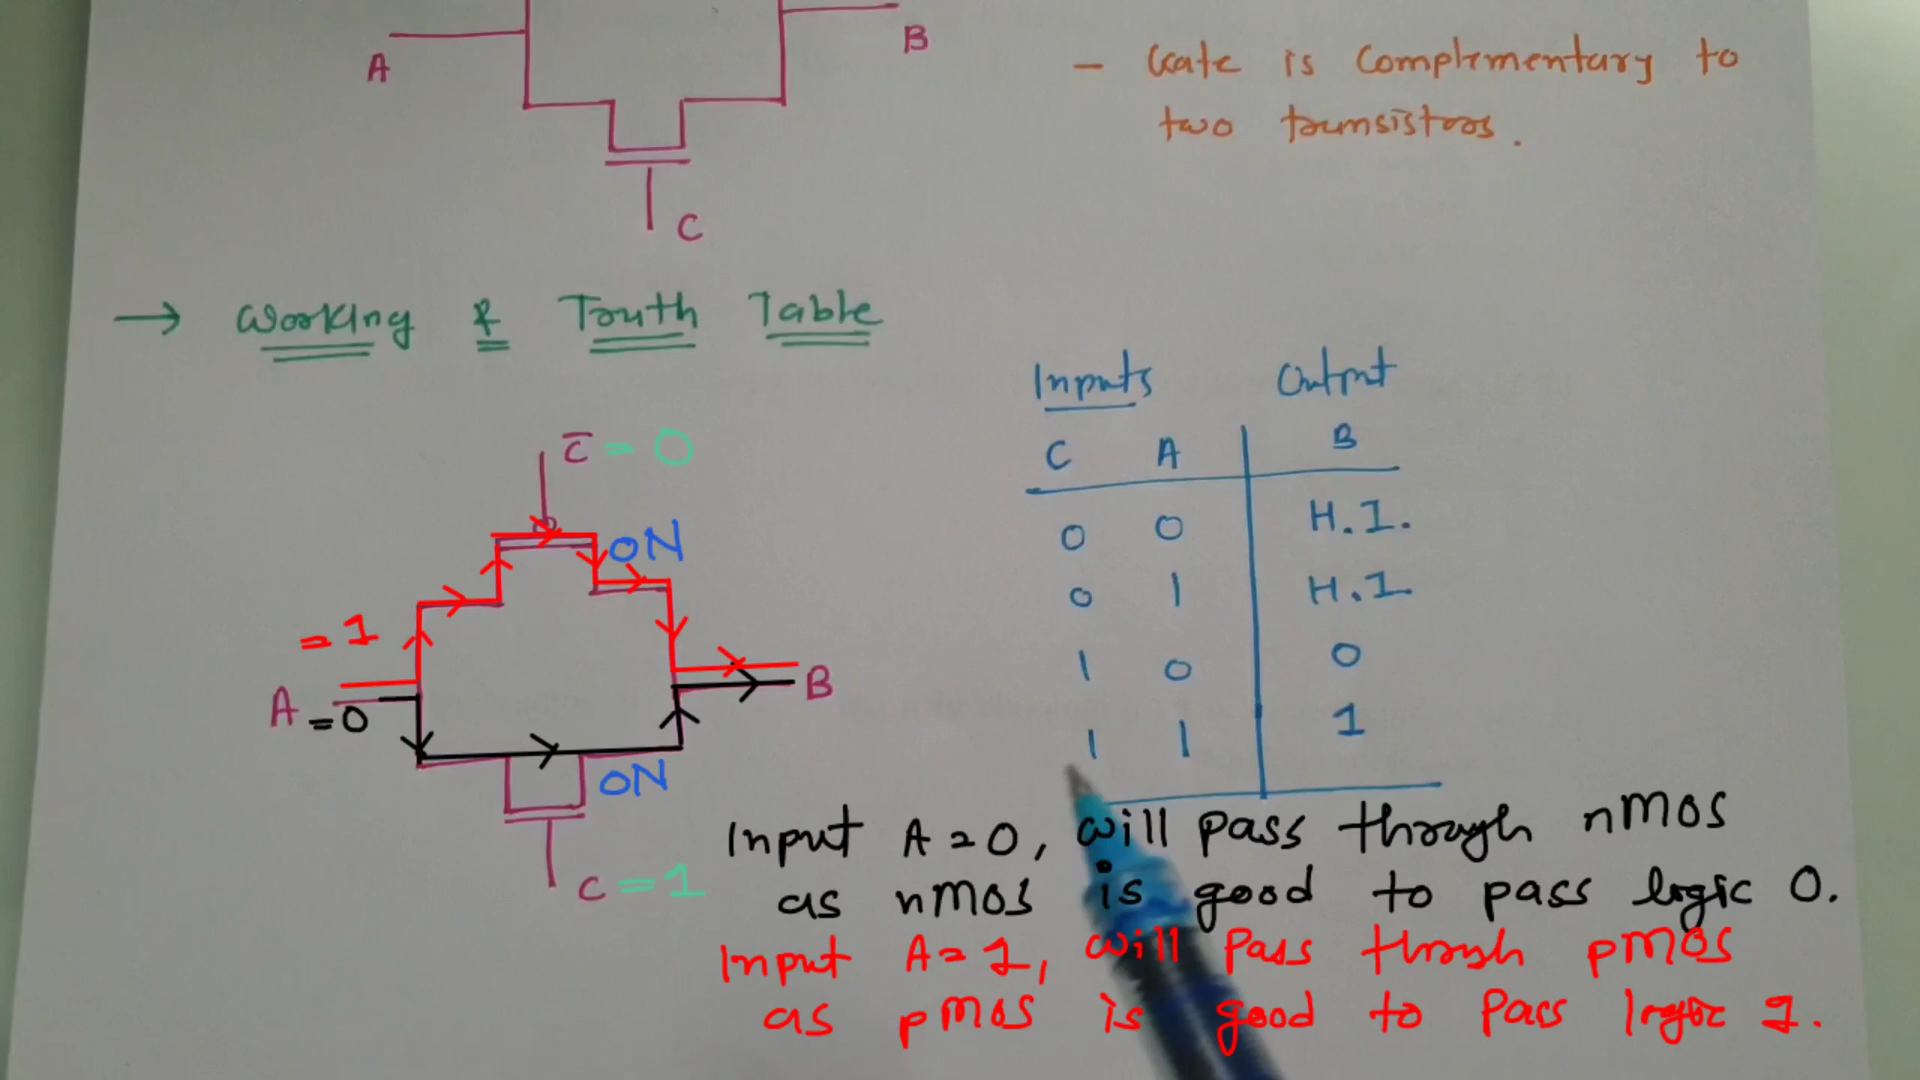 A
B
C
- Gate is Complementary to
two transistors.
→ Working & Truth Table
C̅ = 0
ON
= 1
A = 0
B
ON
C = 1
Inputs Output
C A B
0 0 H.I.
0 1 H.I.
1 0 0
1 1 1
Input A = 0, will pass through nMOS
as nMOS is good to pass logic 0.
Input A = 1, will pass throgh pMOS
as pMOS is good to pass logic 1.